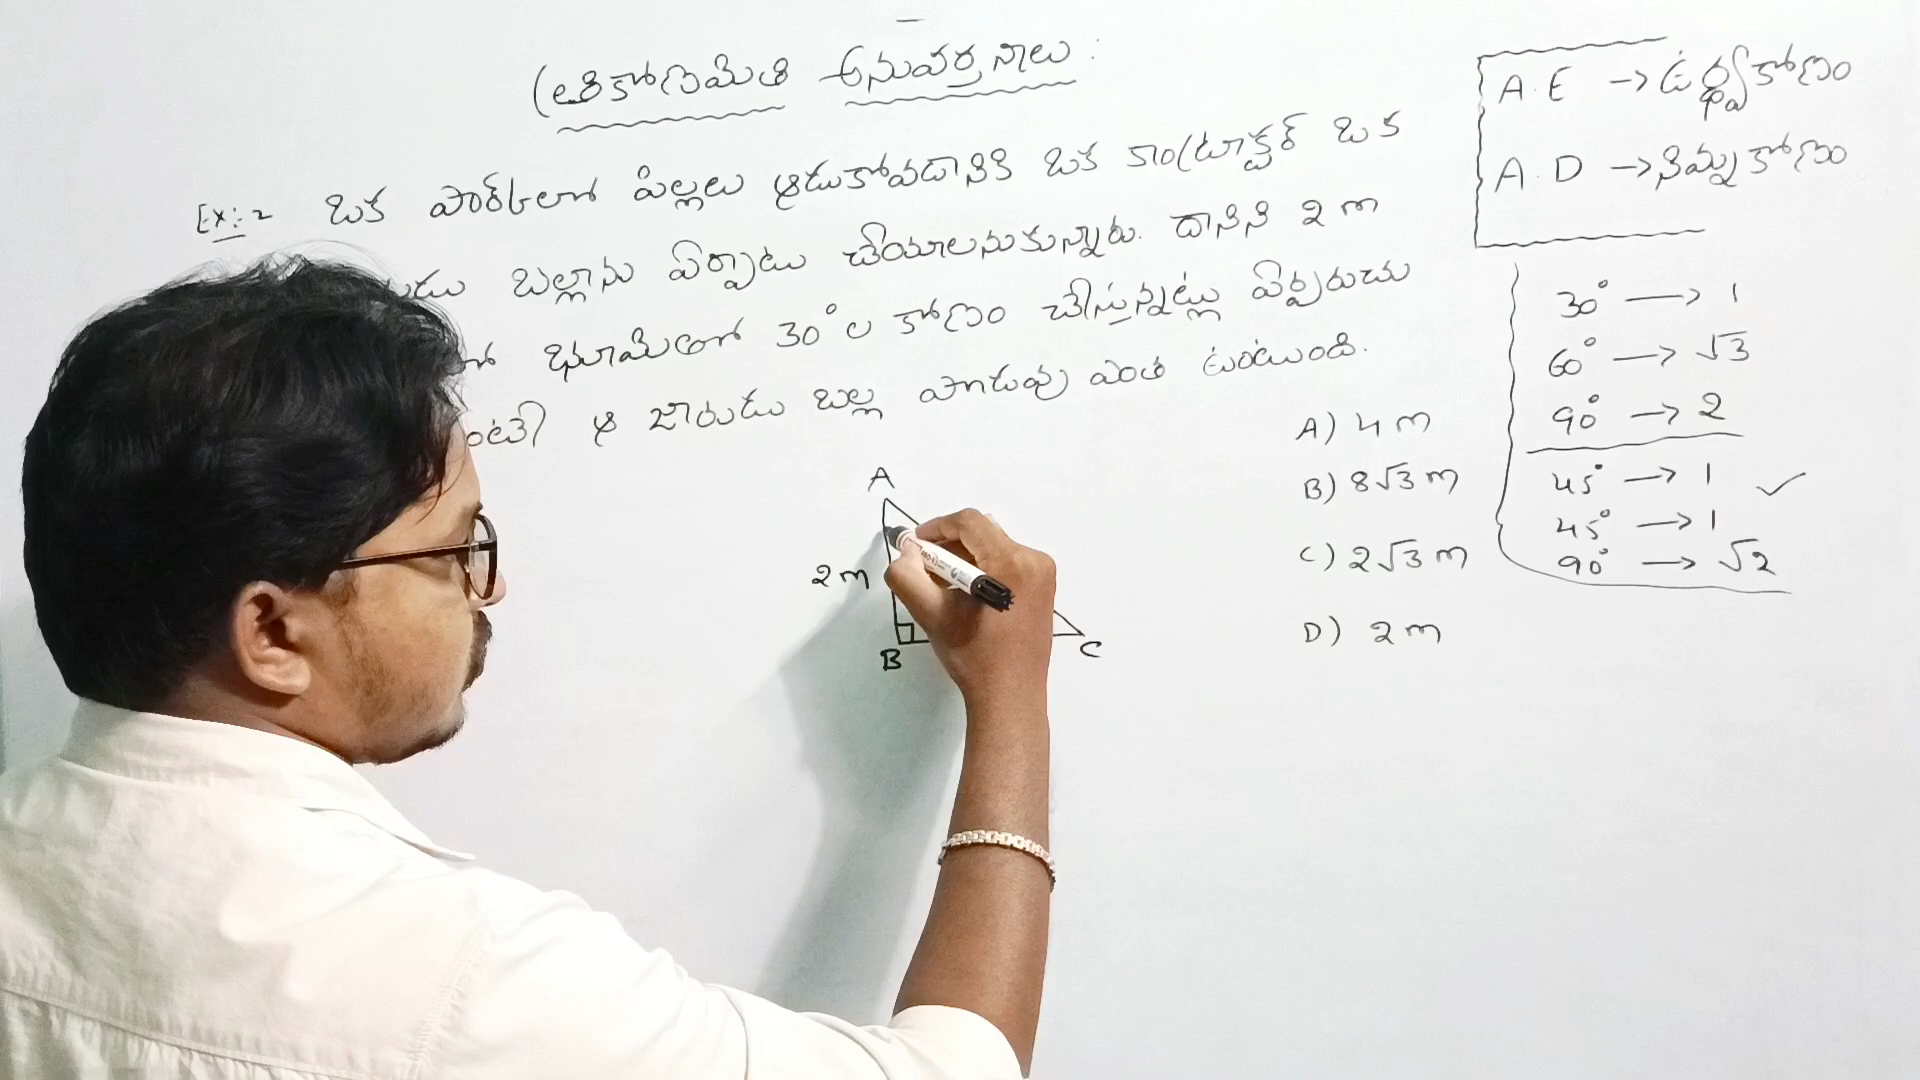 త్రికోణమితి అనువర్తనాలు :
Ex:-2 ఒక పార్క్‌లో పిల్లలు ఆడుకోవడానికి ఒక కాంట్రాక్టర్ ఒక
డు బల్లాను ఏర్పాటు చేయాలనుకున్నారు. దానిని 2 m
లో భూమితో 30° ల కోణం చేస్తున్నట్లు ఏర్పరుచు
ంటే ఆ జారుడు బల్ల పొడువు ఎంత ఉంటుంది.
A) 4 m
B) 8√3 m
C) 2√3 m
D) 2 m
A
2 m
B
C
A.E → ఊర్ధ్వకోణం
A.D → నిమ్నకోణం
30° → 1
60° → √3
90° → 2
45° → 1 ✓
45° → 1
90° → √2